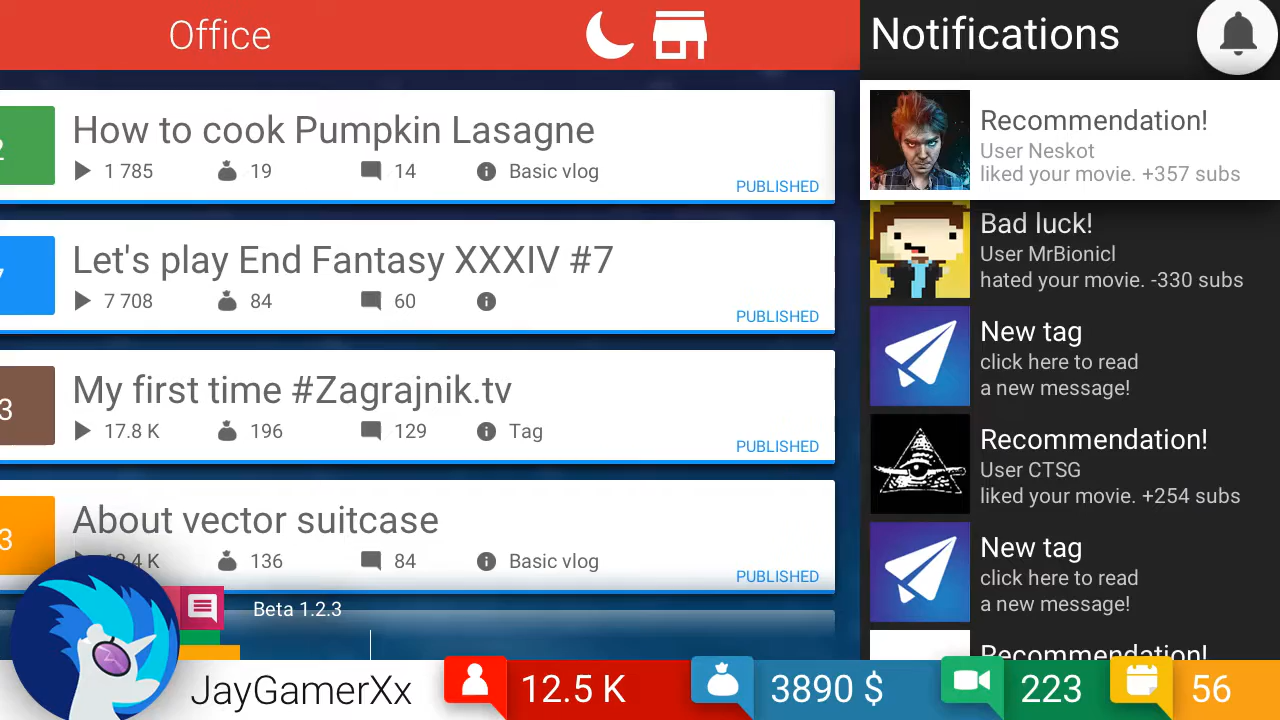 Office
Notifications
2
How to cook Pumpkin Lasagne
1 785 19 14 Basic vlog
PUBLISHED
Let's play End Fantasy XXXIV #7
7 708 84 60
PUBLISHED
3
My first time #Zagrajnik.tv
17.8 K 196 129 Tag
PUBLISHED
3
About vector suitcase
4 K 136 84 Basic vlog
PUBLISHED
Beta 1.2.3
Recommendation!
User Neskot
liked your movie. +357 subs
Bad luck!
User MrBionicl
hated your movie. -330 subs
New tag
click here to read
a new message!
Recommendation!
User CTSG
liked your movie. +254 subs
New tag
click here to read
a new message!
Recommendation!
JayGamerXx 12.5 K 3890 $ 223 56